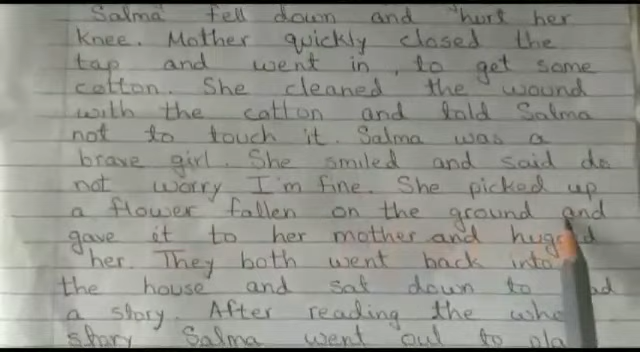 Salma fell down and hurt her
knee. Mother quickly closed the
tap and went in, to get some
cotton. She cleaned the wound
with the cotton and told Salma
not to touch it. Salma was a
brave girl. She smiled and said do
not worry I'm fine. She picked up
a flower fallen on the ground and
gave it to her mother and
her. They both went back into
the house and sat down to
a story. After reading the
story Salma went out to